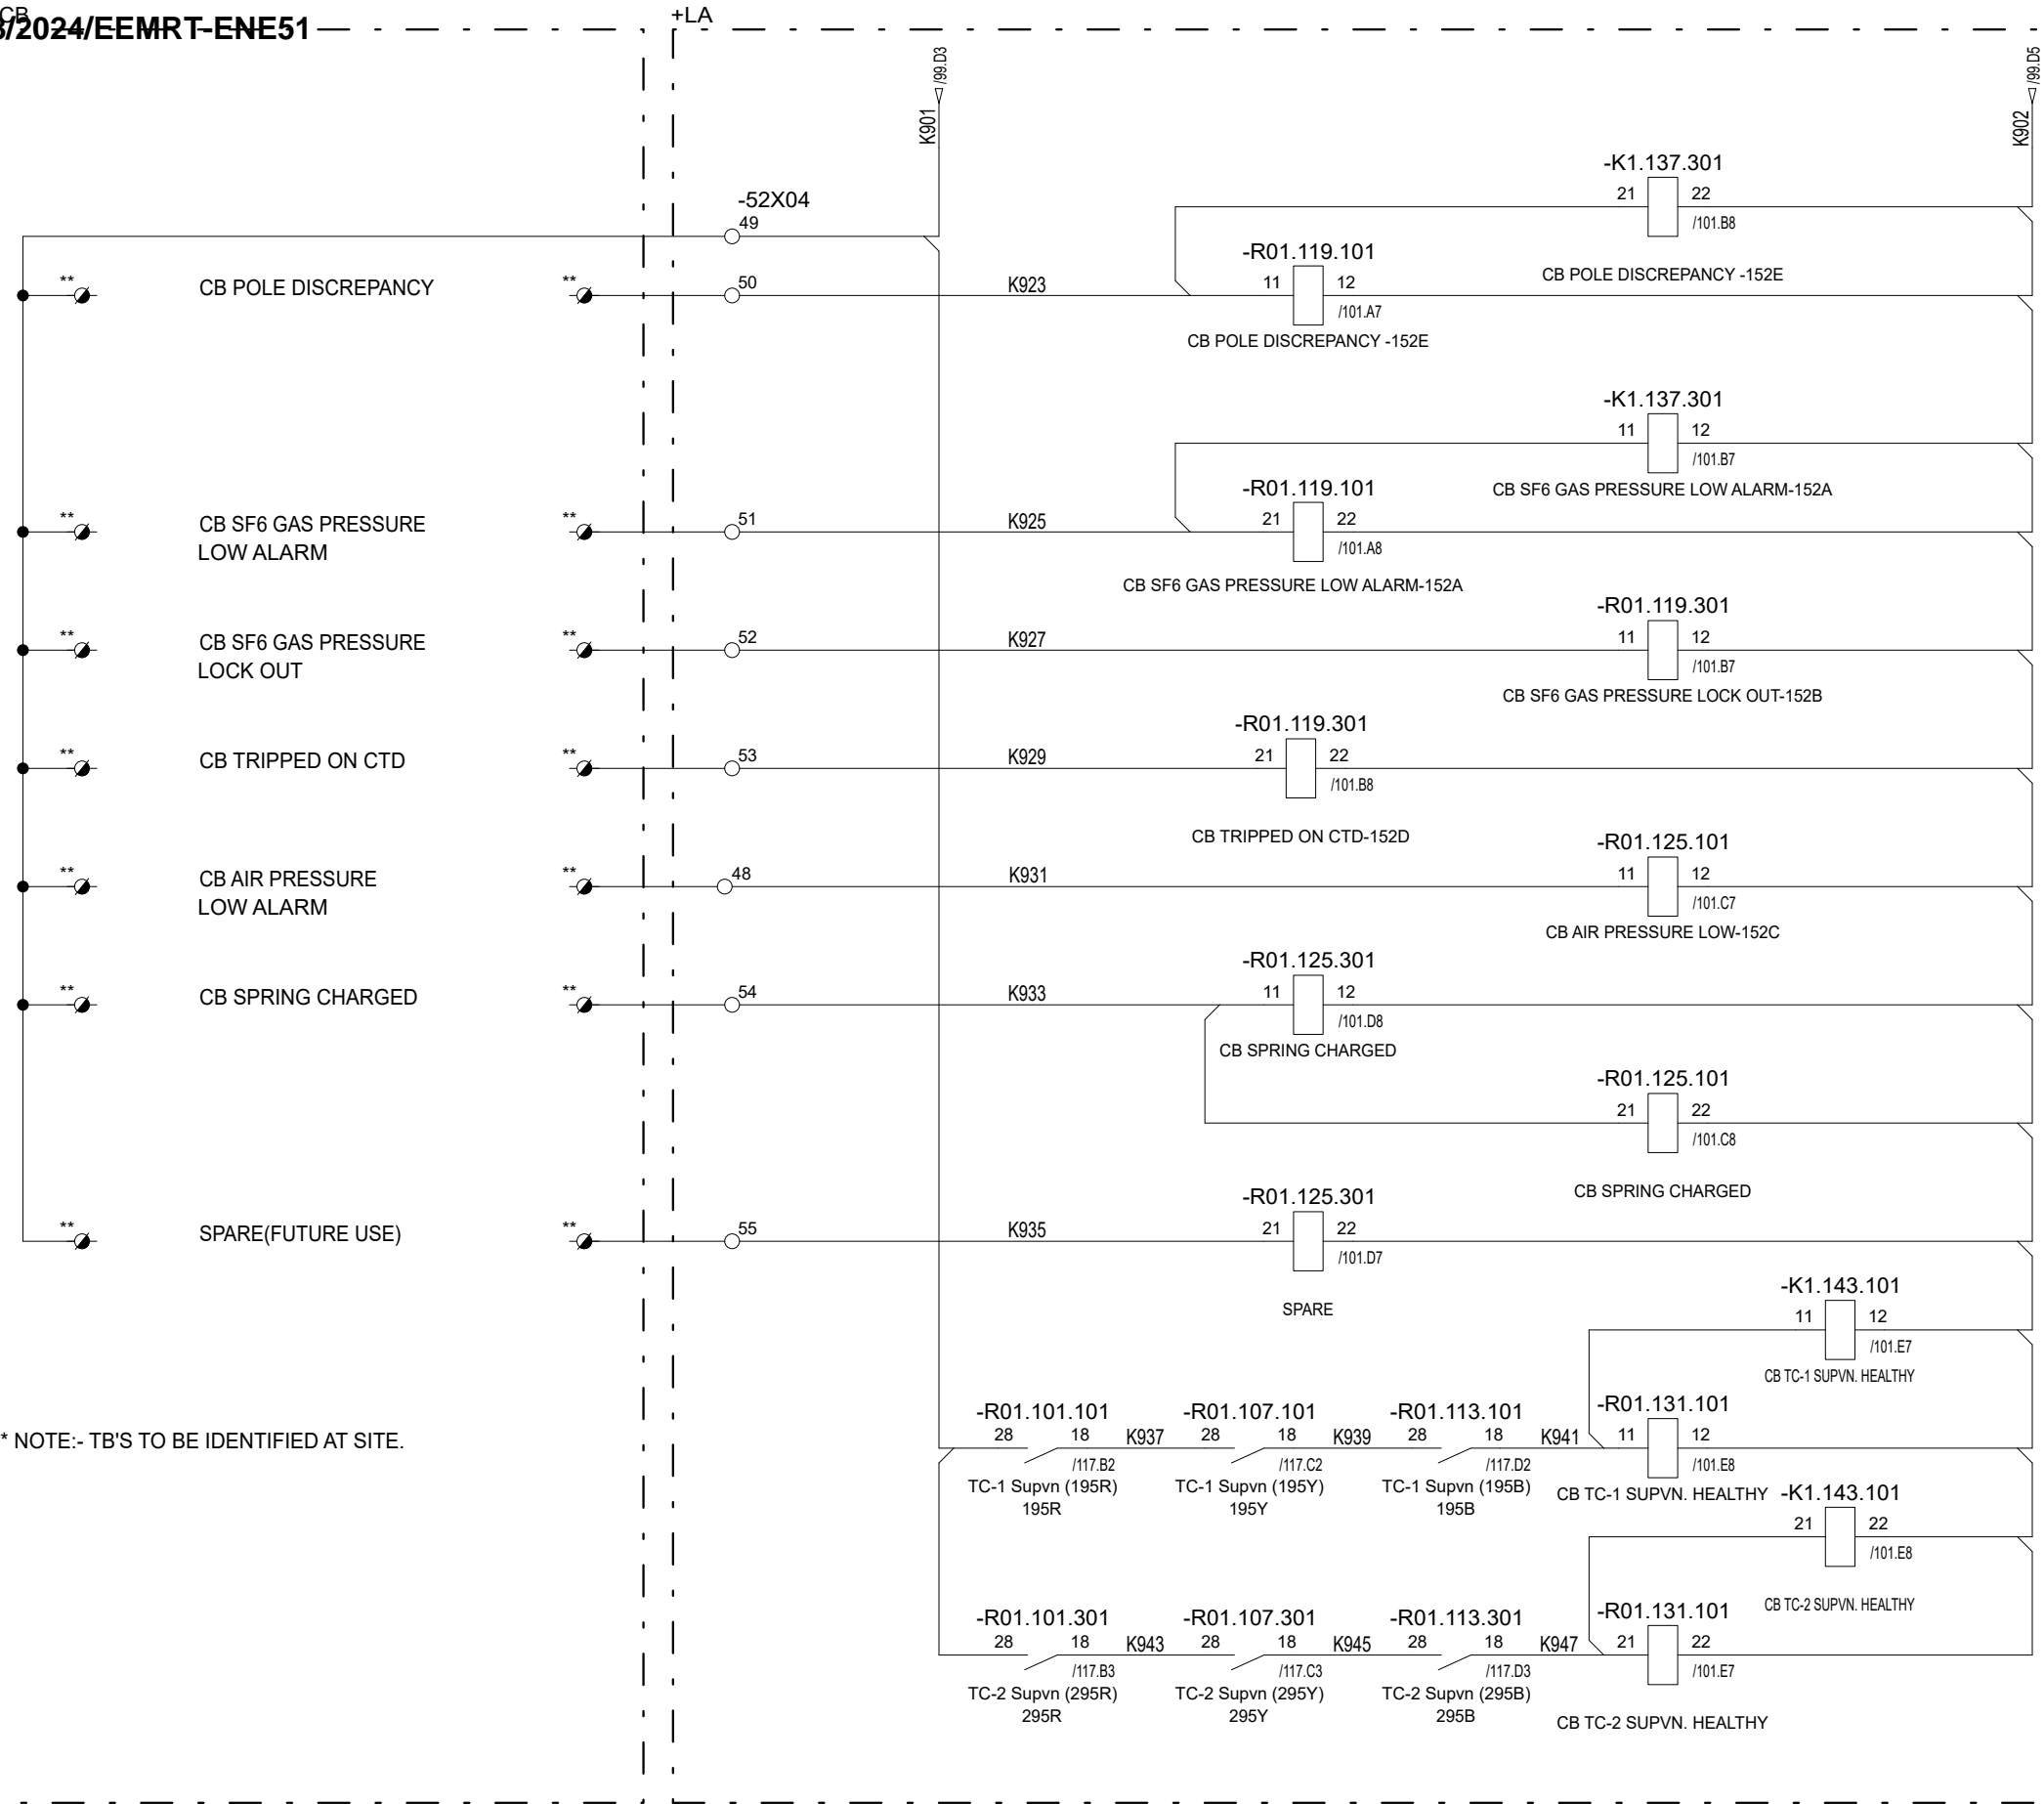 CB
3/2024/EEMRT-ENE51
+LA
K901
/99.D3
K902
/99.D5
-K1.137.301
21 22
/101.B8
CB POLE DISCREPANCY -152E
-52X04
49
-R01.119.101
** CB POLE DISCREPANCY ** 50 K923 11 12
/101.A7
CB POLE DISCREPANCY -152E
-K1.137.301
11 12
/101.B7
CB SF6 GAS PRESSURE LOW ALARM-152A
-R01.119.101
** CB SF6 GAS PRESSURE ** 51 K925 21 22
LOW ALARM
/101.A8
CB SF6 GAS PRESSURE LOW ALARM-152A
-R01.119.301
** CB SF6 GAS PRESSURE ** 52 K927 11 12
LOCK OUT
/101.B7
CB SF6 GAS PRESSURE LOCK OUT-152B
-R01.119.301
** CB TRIPPED ON CTD ** 53 K929 21 22
/101.B8
CB TRIPPED ON CTD-152D
-R01.125.101
** CB AIR PRESSURE ** 48 K931 11 12
LOW ALARM
/101.C7
CB AIR PRESSURE LOW-152C
-R01.125.301
** CB SPRING CHARGED ** 54 K933 11 12
/101.D8
CB SPRING CHARGED
-R01.125.101
21 22
/101.C8
CB SPRING CHARGED
-R01.125.301
** SPARE(FUTURE USE) ** 55 K935 21 22
/101.D7
SPARE
-K1.143.101
11 12
/101.E7
CB TC-1 SUPVN. HEALTHY
* NOTE:- TB'S TO BE IDENTIFIED AT SITE.
-R01.101.101 -R01.107.101 -R01.113.101 -R01.131.101
28 18 K937 28 18 K939 28 18 K941 11 12
/117.B2 /117.C2 /117.D2 /101.E8
TC-1 Supvn (195R) TC-1 Supvn (195Y) TC-1 Supvn (195B) CB TC-1 SUPVN. HEALTHY
195R 195Y 195B
-K1.143.101
21 22
/101.E8
CB TC-2 SUPVN. HEALTHY
-R01.101.301 -R01.107.301 -R01.113.301 -R01.131.101
28 18 K943 28 18 K945 28 18 K947 21 22
/117.B3 /117.C3 /117.D3 /101.E7
TC-2 Supvn (295R) TC-2 Supvn (295Y) TC-2 Supvn (295B)
295R 295Y 295B
CB TC-2 SUPVN. HEALTHY